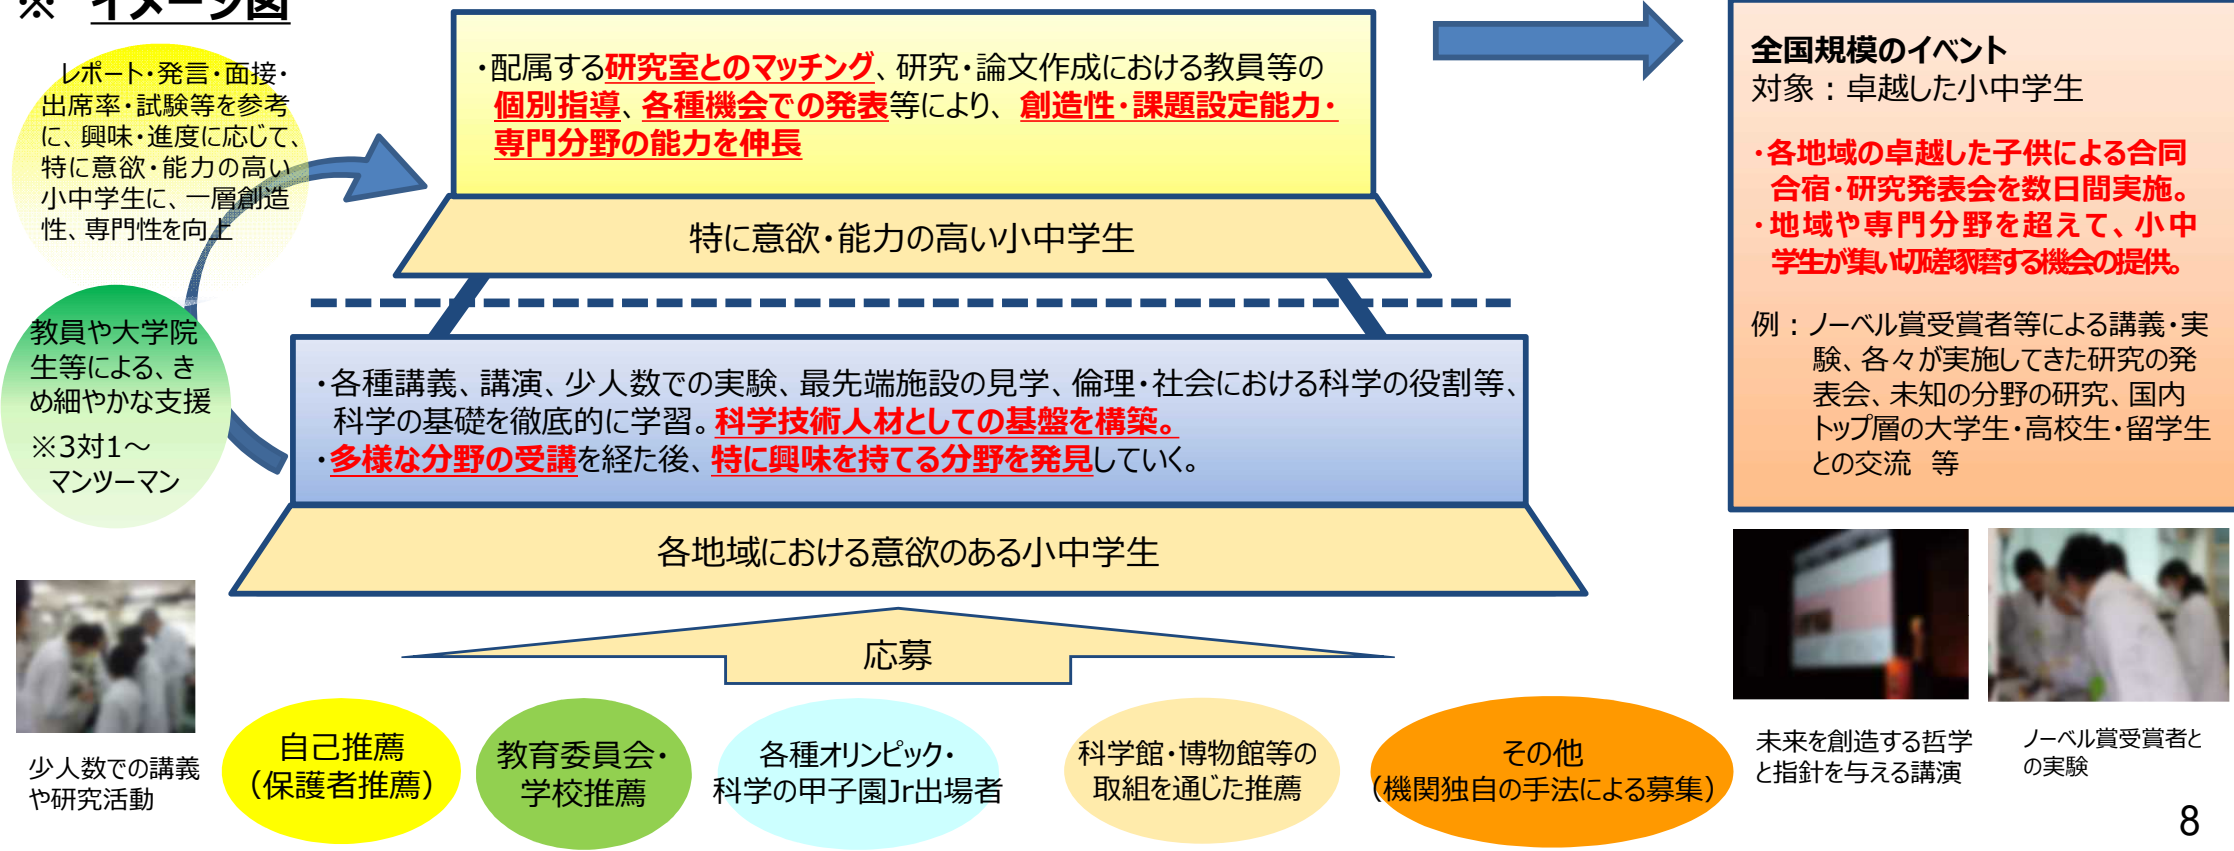 ※ イメージ図
レポート・発言・面接・
出席率・試験等を参考
に、興味・進度に応じて、
特に意欲・能力の高い
小中学生に、一層創造
性、専門性を向上
教員や大学院
生等による、き
め細やかな支援
※3対1～
マンツーマン
・配属する研究室とのマッチング、研究・論文作成における教員等の
個別指導、各種機会での発表等により、創造性・課題設定能力・
専門分野の能力を伸長
特に意欲・能力の高い小中学生
・各種講義、講演、少人数での実験、最先端施設の見学、倫理・社会における科学の役割等、
科学の基礎を徹底的に学習。科学技術人材としての基盤を構築。
・多様な分野の受講を経た後、特に興味を持てる分野を発見していく。
各地域における意欲のある小中学生
応募
自己推薦
（保護者推薦）
教育委員会・
学校推薦
各種オリンピック・
科学の甲子園Jr出場者
科学館・博物館等の
取組を通じた推薦
その他
（機関独自の手法による募集）
少人数での講義
や研究活動
全国規模のイベント
対象：卓越した小中学生
・各地域の卓越した子供による合同
合宿・研究発表会を数日間実施。
・地域や専門分野を超えて、小中
学生が集い切磋琢磨する機会の提供。
例：ノーベル賞受賞者等による講義・実
験、各々が実施してきた研究の発
表会、未知の分野の研究、国内
トップ層の大学生・高校生・留学生
との交流 等
未来を創造する哲学
と指針を与える講演
ノーベル賞受賞者と
の実験
8